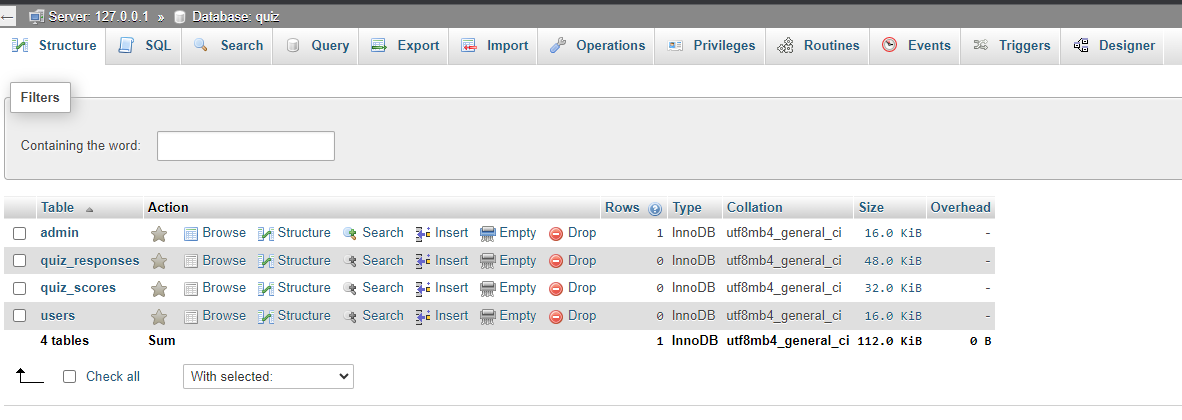 ← Server: 127.0.0.1 » Database: quiz
Structure SQL Search Query Export Import Operations Privileges Routines Events Triggers Designer
Filters
Containing the word:
Table Action Rows Type Collation Size Overhead
admin Browse Structure Search Insert Empty Drop 1 InnoDB utf8mb4_general_ci 16.0 KiB -
quiz_responses Browse Structure Search Insert Empty Drop 0 InnoDB utf8mb4_general_ci 48.0 KiB -
quiz_scores Browse Structure Search Insert Empty Drop 0 InnoDB utf8mb4_general_ci 32.0 KiB -
users Browse Structure Search Insert Empty Drop 0 InnoDB utf8mb4_general_ci 16.0 KiB -
4 tables Sum 1 InnoDB utf8mb4_general_ci 112.0 KiB 0 B
Check all With selected: